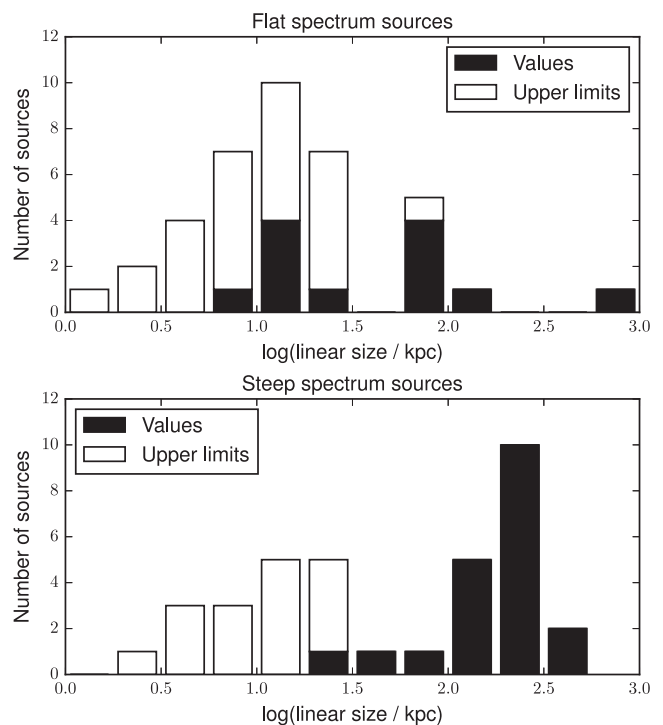 Flat spectrum sources
12
10
8
6
4
2
0
Number of sources
Values
Upper limits
0.0 0.5 1.0 1.5 2.0 2.5 3.0
log(linear size / kpc)
Steep spectrum sources
12
10
8
6
4
2
0
Number of sources
Values
Upper limits
0.0 0.5 1.0 1.5 2.0 2.5 3.0
log(linear size / kpc)